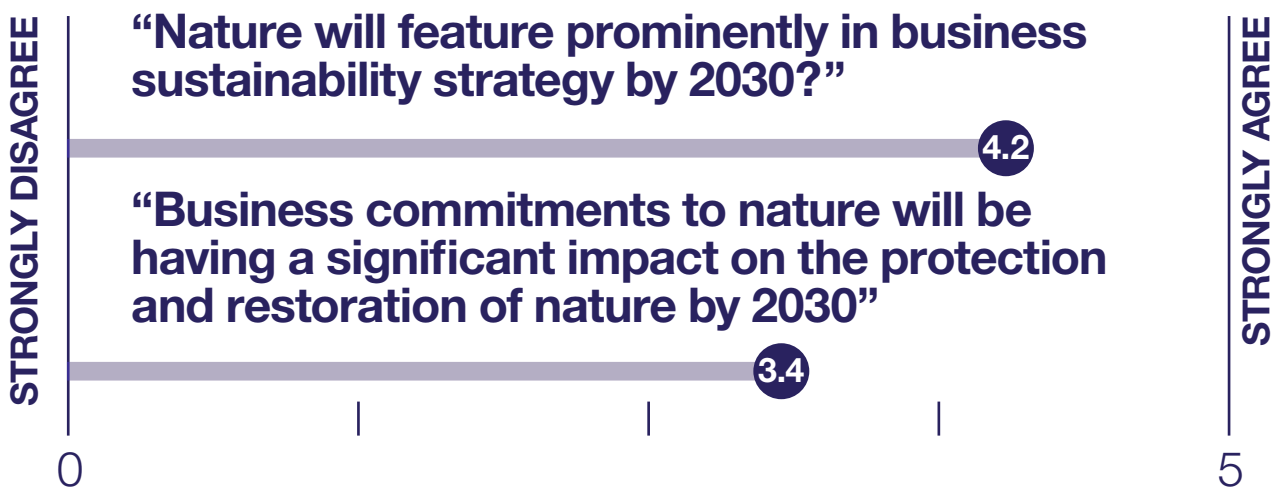 STRONGLY DISAGREE
“Nature will feature prominently in business
sustainability strategy by 2030?”
4.2
“Business commitments to nature will be
having a significant impact on the protection
and restoration of nature by 2030”
3.4
STRONGLY AGREE
0
5